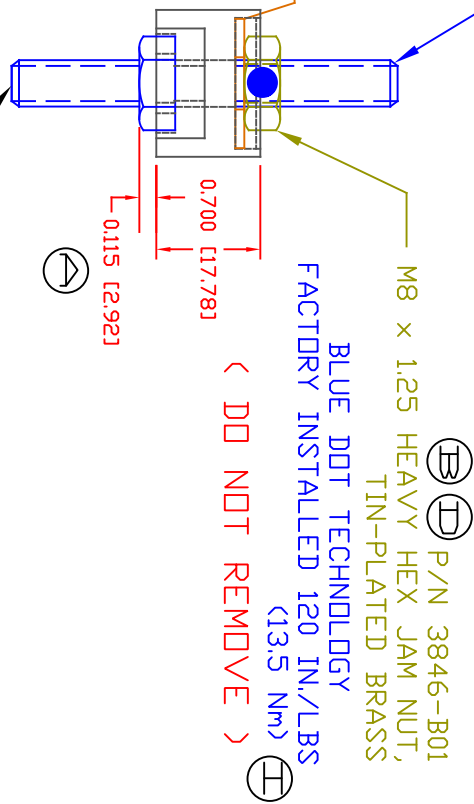 B D P/N 3846-B01
M8 x 1.25 HEAVY HEX JAM NUT,
TIN-PLATED BRASS
BLUE DOT TECHNOLOGY
FACTORY INSTALLED 120 IN./LBS
(13.5 Nm)
H
( DO NOT REMOVE )
0.700 [17.78]
0.115 [2.92]
A